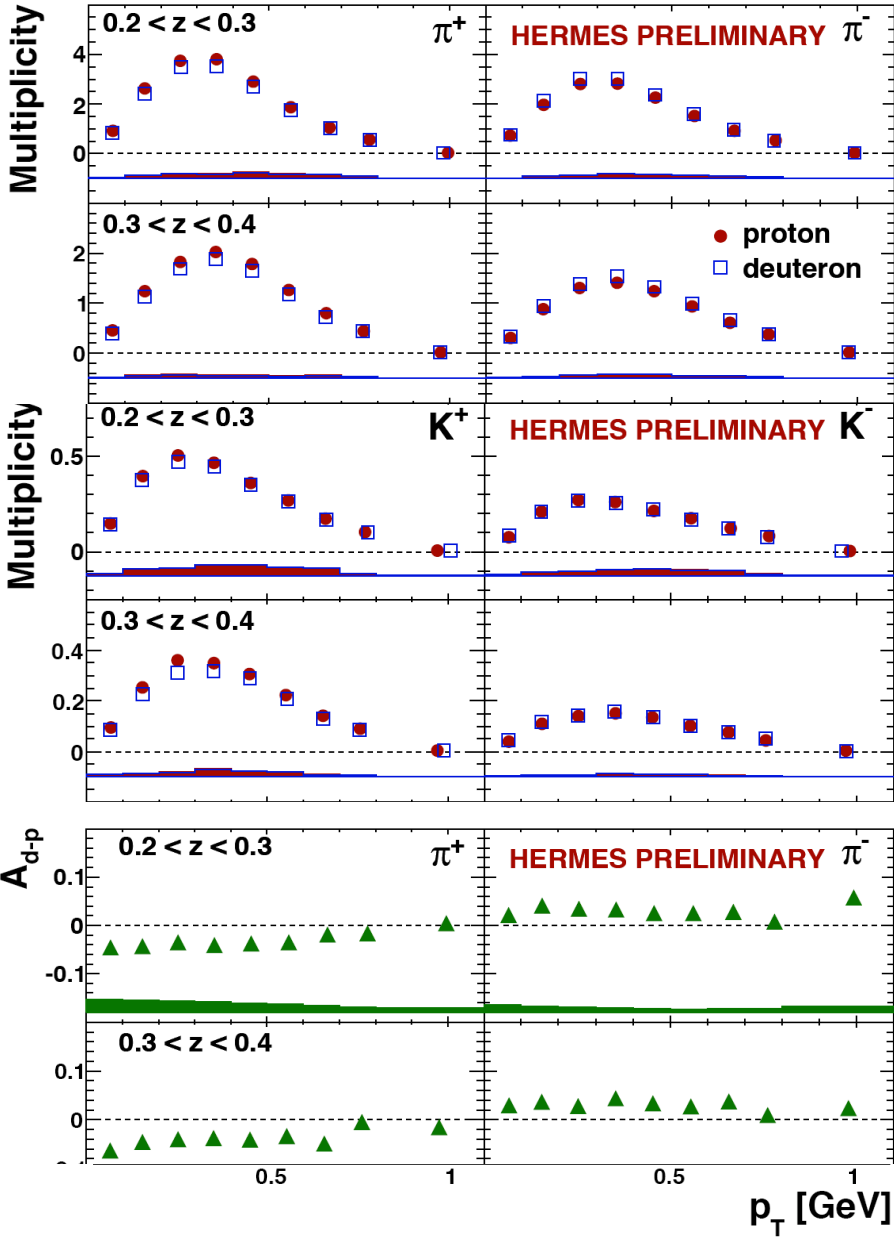 0.2 < z < 0.3 π+ HERMES PRELIMINARY π-
Multiplicity
4
2
0
0.3 < z < 0.4
proton
deuteron
2
1
0
0.2 < z < 0.3 K+ HERMES PRELIMINARY K-
Multiplicity
0.5
0
0.3 < z < 0.4
0.4
0.2
0
0.2 < z < 0.3 π+ HERMES PRELIMINARY π-
A_d-p
0.1
0
-0.1
0.3 < z < 0.4
0.1
0
0.5 1 0.5 1
p_T [GeV]